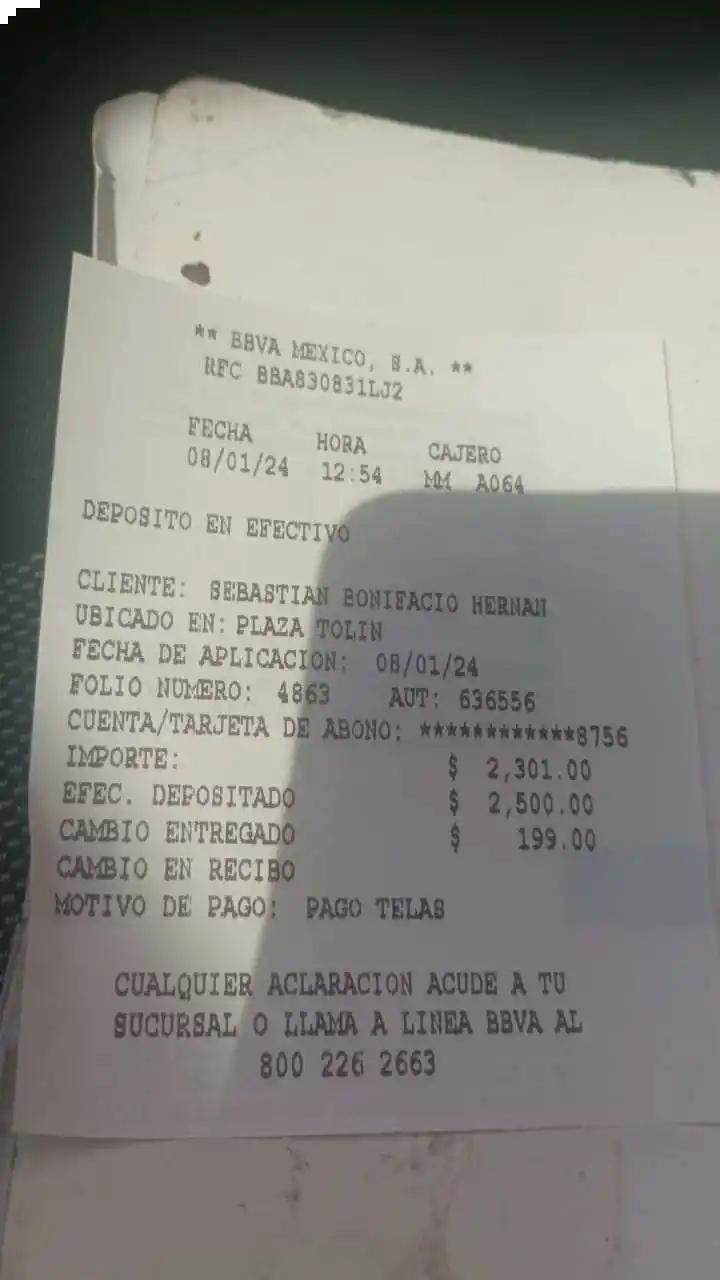 ** BBVA MEXICO, S.A. **
RFC BBA830831LJ2
FECHA HORA CAJERO
08/01/24 12:54 MM A064
DEPOSITO EN EFECTIVO
CLIENTE: SEBASTIAN BONIFACIO HERNAN
UBICADO EN: PLAZA TOLIN
FECHA DE APLICACION: 08/01/24
FOLIO NUMERO: 4863 AUT: 636556
CUENTA/TARJETA DE ABONO: ************8756
IMPORTE: $ 2,301.00
EFEC. DEPOSITADO $ 2,500.00
CAMBIO ENTREGADO $ 199.00
CAMBIO EN RECIBO
MOTIVO DE PAGO: PAGO TELAS
CUALQUIER ACLARACION ACUDE A TU
SUCURSAL O LLAMA A LINEA BBVA AL
800 226 2663